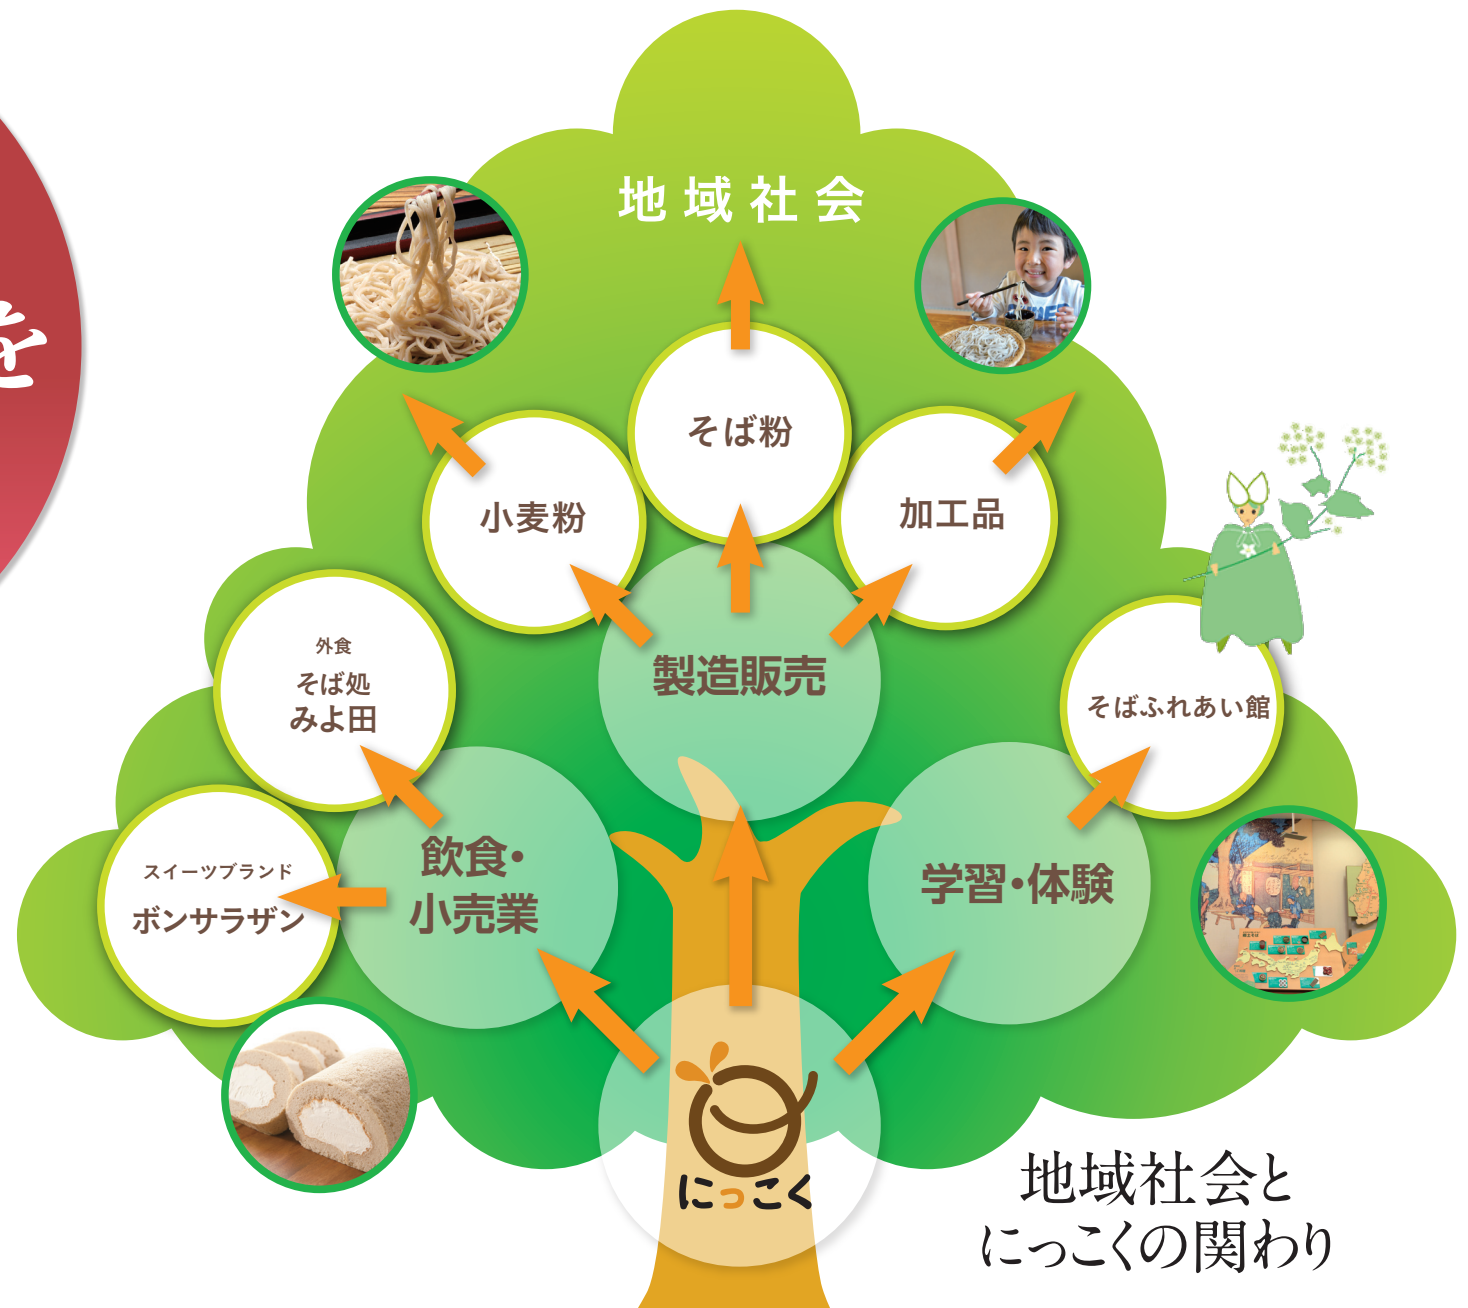 を
地域社会
そば粉
小麦粉
加工品
外食
そば処
みよ田
製造販売
そばふれあい館
スイーツブランド
ボンサラザン
飲食・
小売業
学習・体験
にっこく
地域社会と
にっこくの関わり